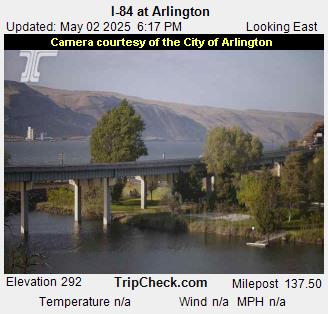 I-84 at Arlington
Updated: May 02 2025 6:17 PM Looking East
Camera courtesy of the City of Arlington
Elevation 292 TripCheck.com Milepost 137.50
Temperature n/a Wind n/a MPH n/a